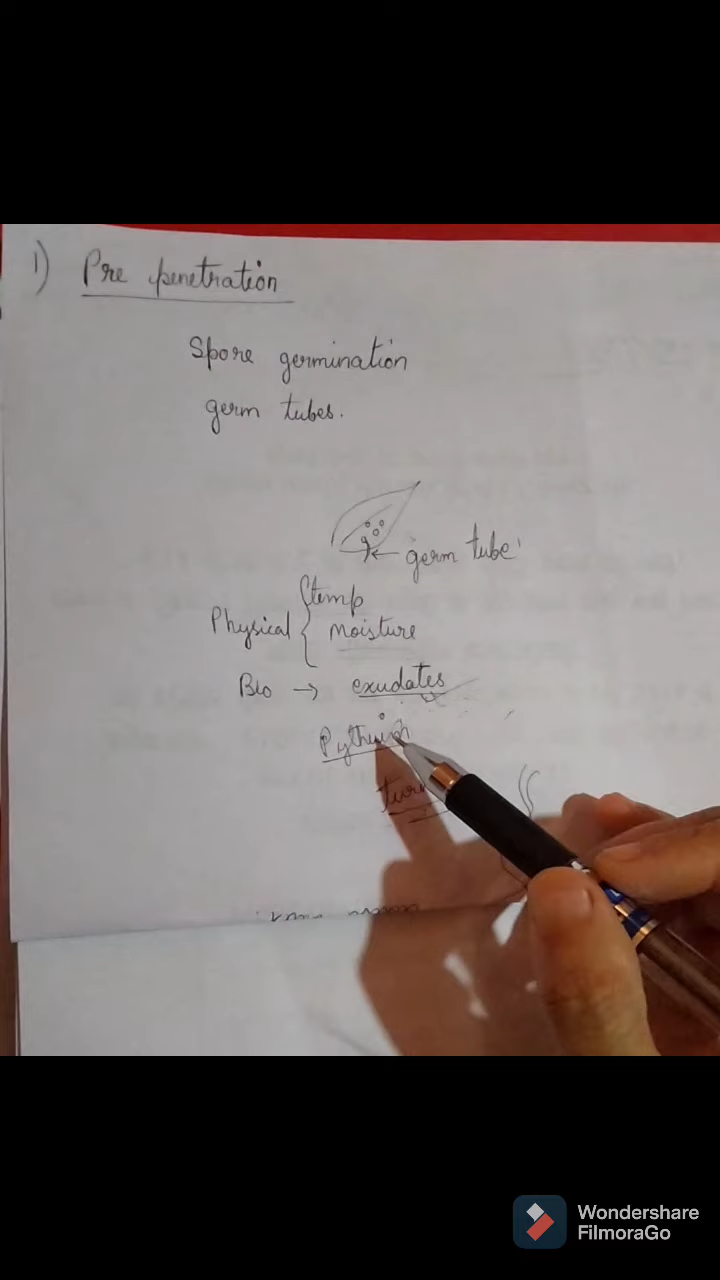 1) Pre penetration
Spore germination
germ tubes.
germ tube'
Physical { temp
moisture
Bio → exudates
Pythium
Wondershare
FilmoraGo